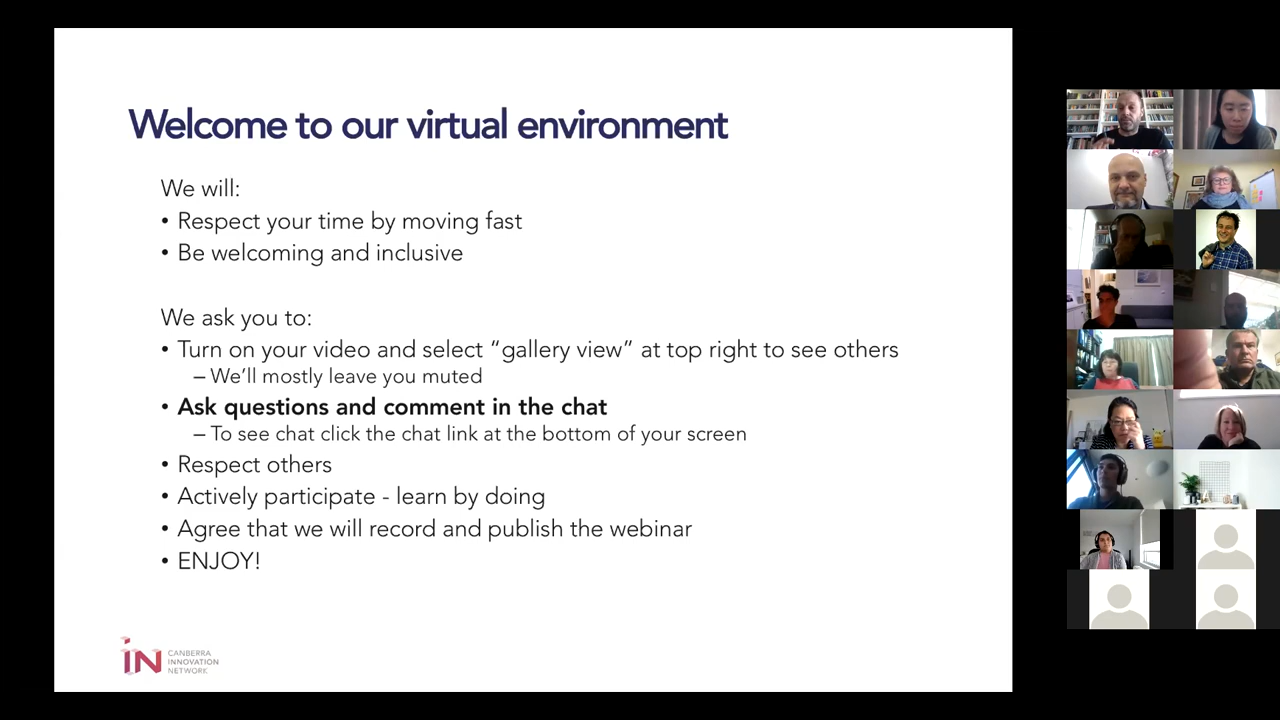 Welcome to our virtual environment
We will:
• Respect your time by moving fast
• Be welcoming and inclusive
We ask you to:
• Turn on your video and select “gallery view” at top right to see others
– We’ll mostly leave you muted
• Ask questions and comment in the chat
– To see chat click the chat link at the bottom of your screen
• Respect others
• Actively participate - learn by doing
• Agree that we will record and publish the webinar
• ENJOY!
iN
CANBERRA
INNOVATION
NETWORK